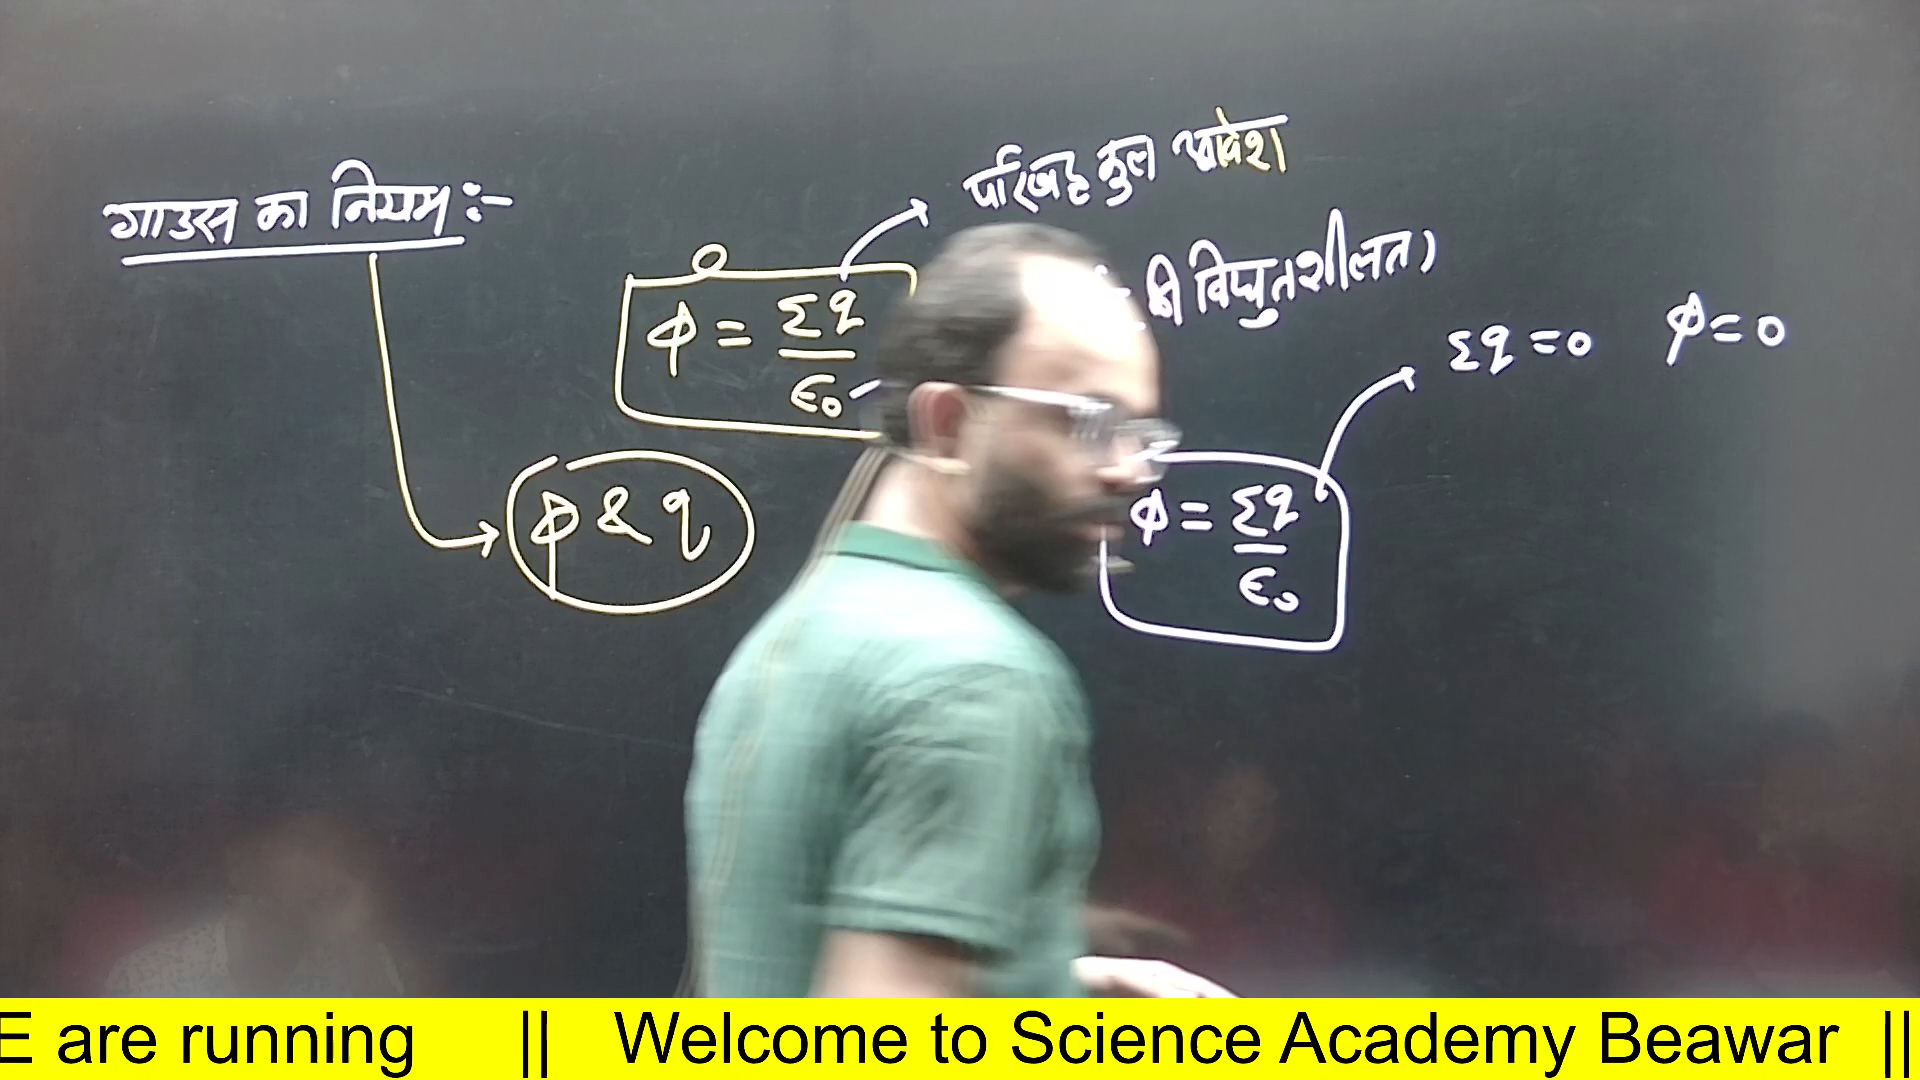 गाउस का नियम :-
परिबद्ध कुल आवेश
की विद्युतशीलता
ϕ = Σq / ε₀
Σq = 0 ϕ = 0
ϕ & q
ϕ = Σq / ε₀
E are running || Welcome to Science Academy Beawar ||